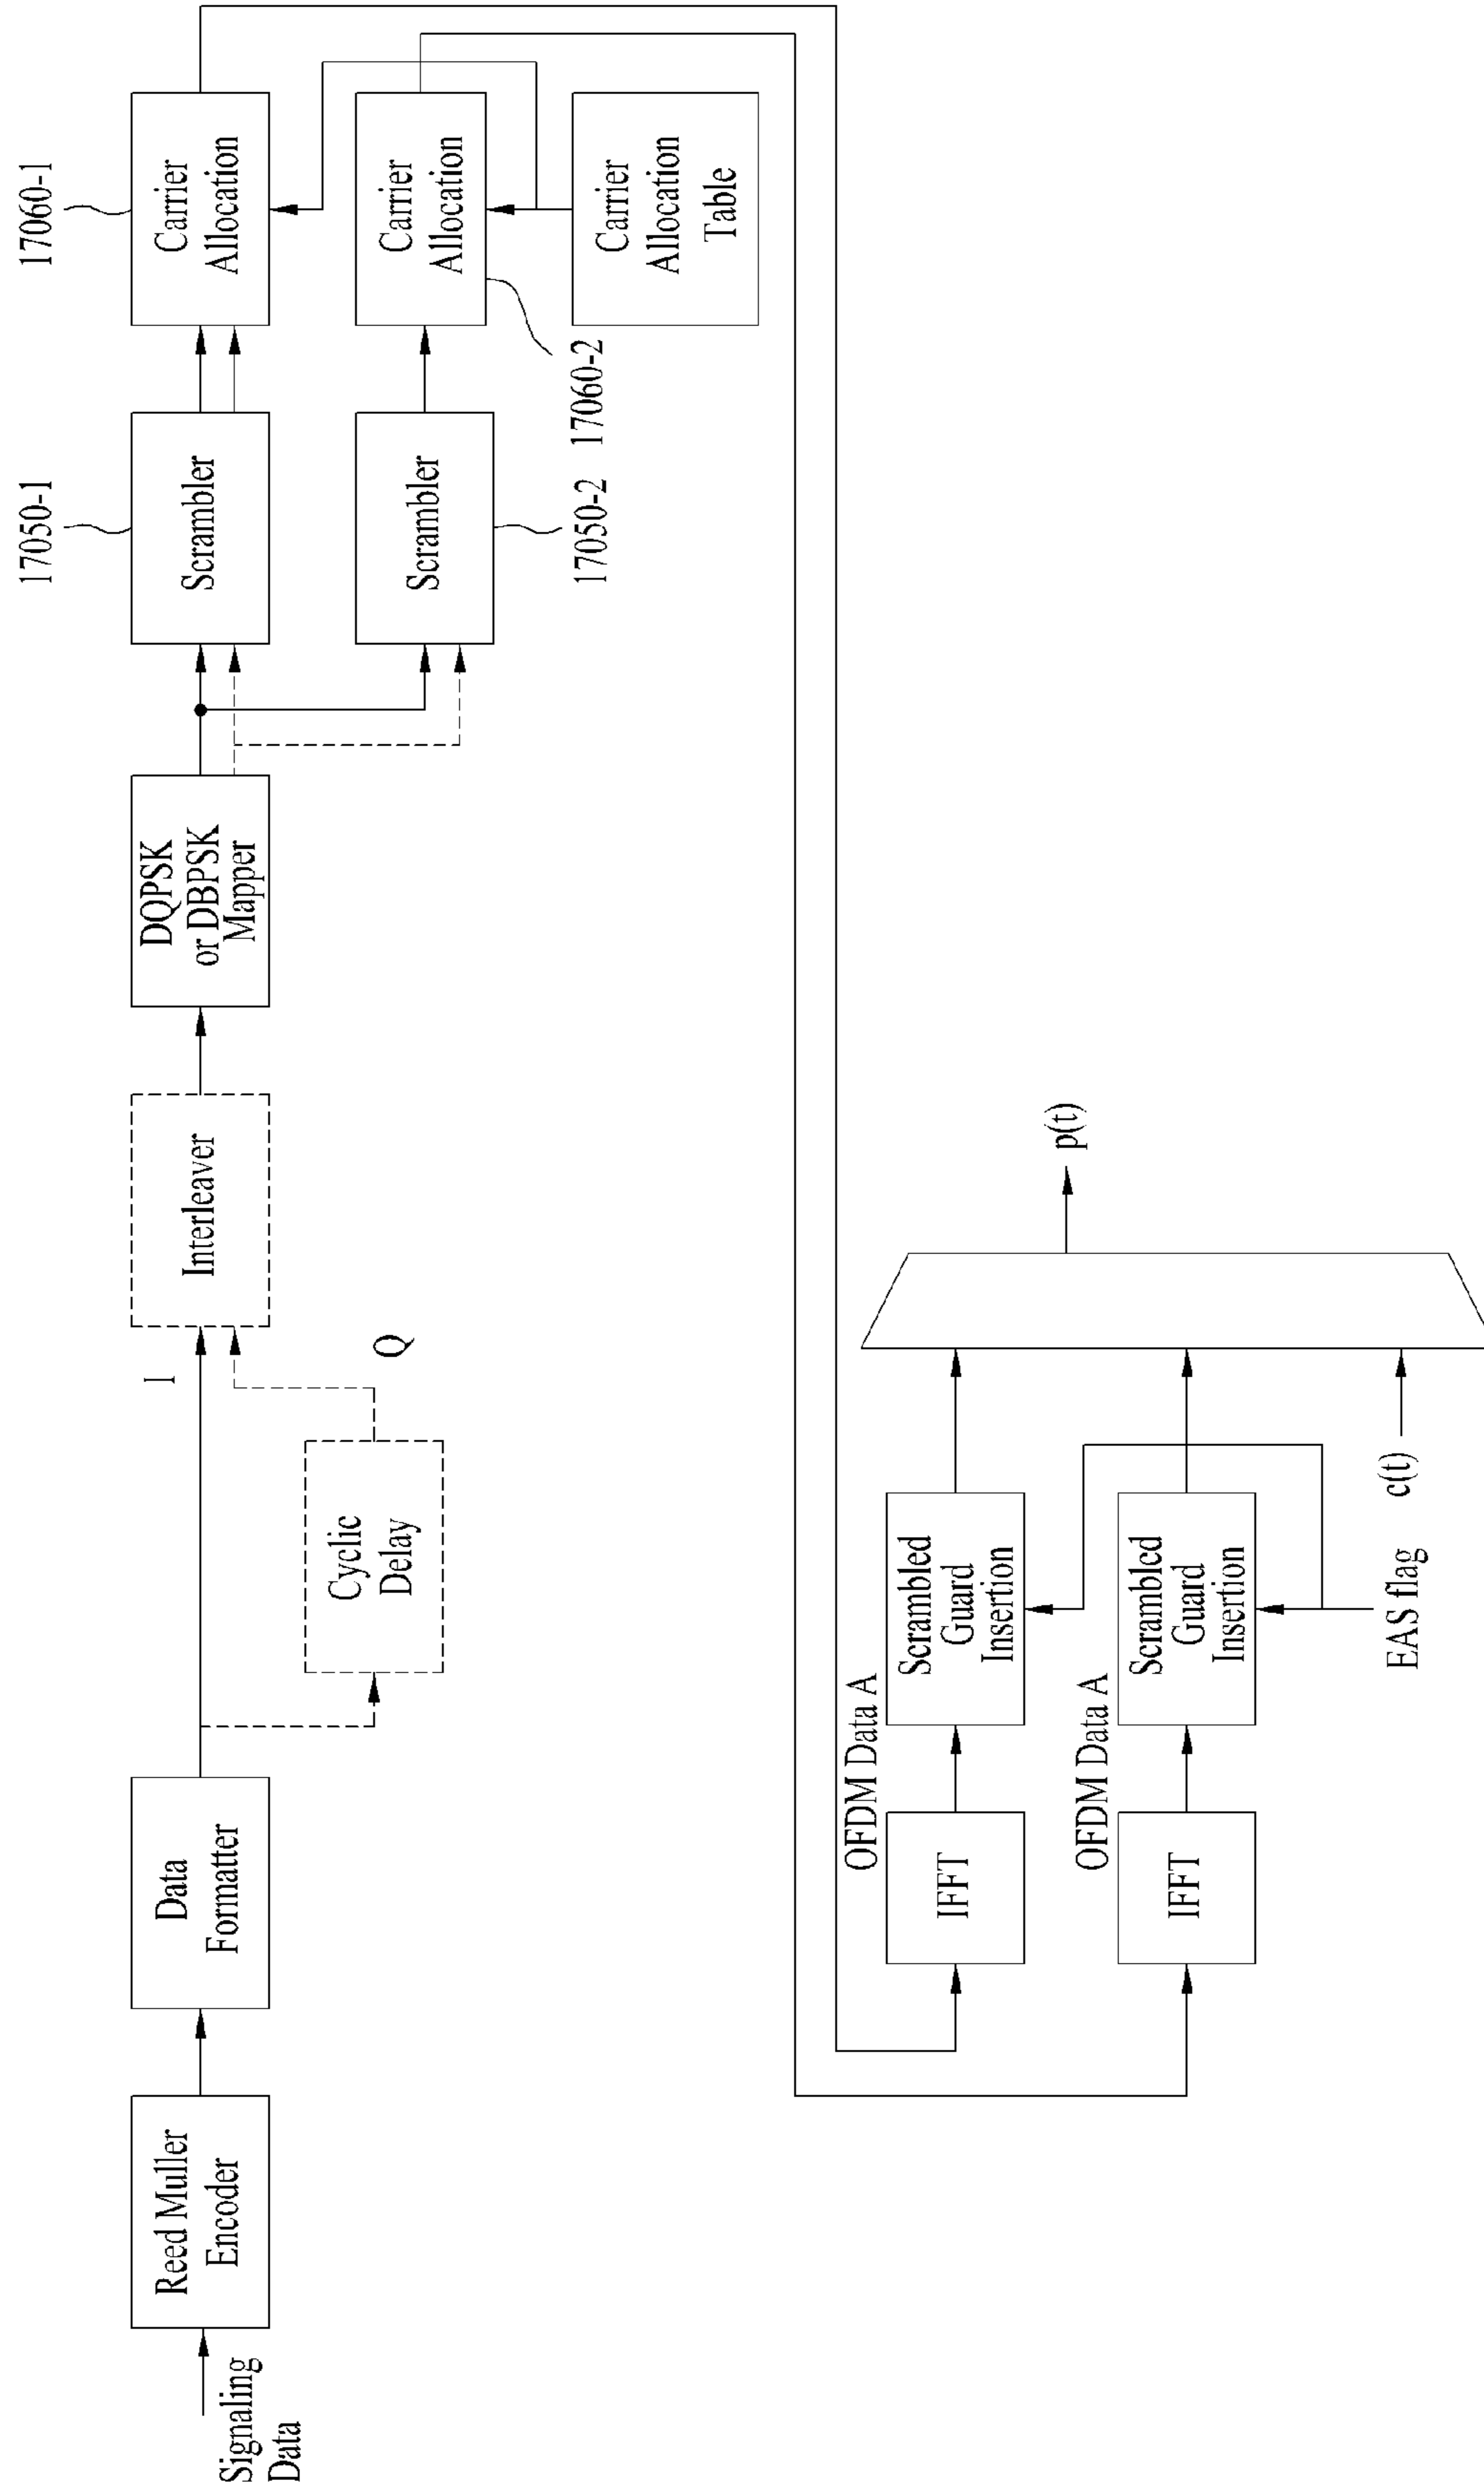 Signaling
Data
Reed Muller
Encoder
Data
Formatter
Cyclic
Delay
I
Q
Interleaver
DQPSK
or DBPSK
Mapper
17050-1
Scrambler
Scrambler
17050-2
17060-1
Carrier
Allocation
Carrier
Allocation
17060-2
Carrier
Allocation
Table
IFFT
OFDM Data A
Scrambled
Guard
Insertion
IFFT
OFDM Data A
Scrambled
Guard
Insertion
EAS flag
c(t)
p(t)